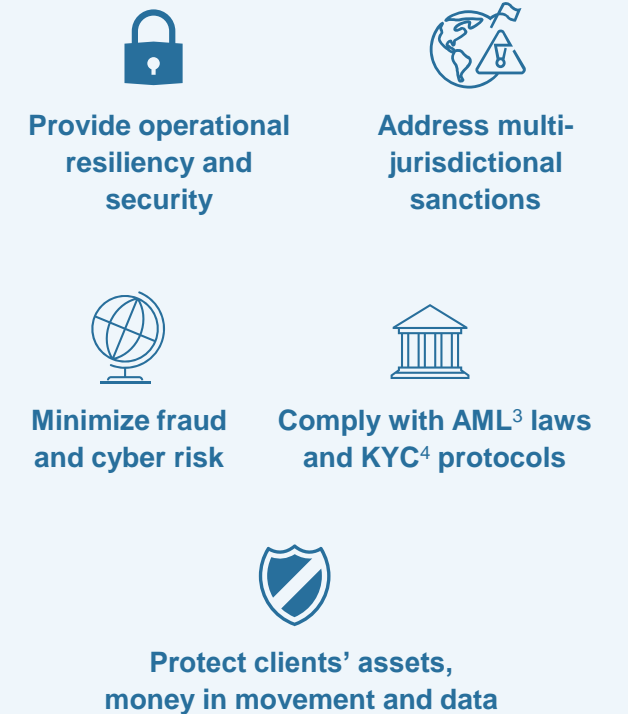 Provide operational
resiliency and
security
Address multi-
jurisdictional
sanctions
Minimize fraud
and cyber risk
Comply with AML³ laws
and KYC⁴ protocols
Protect clients’ assets,
money in movement and data